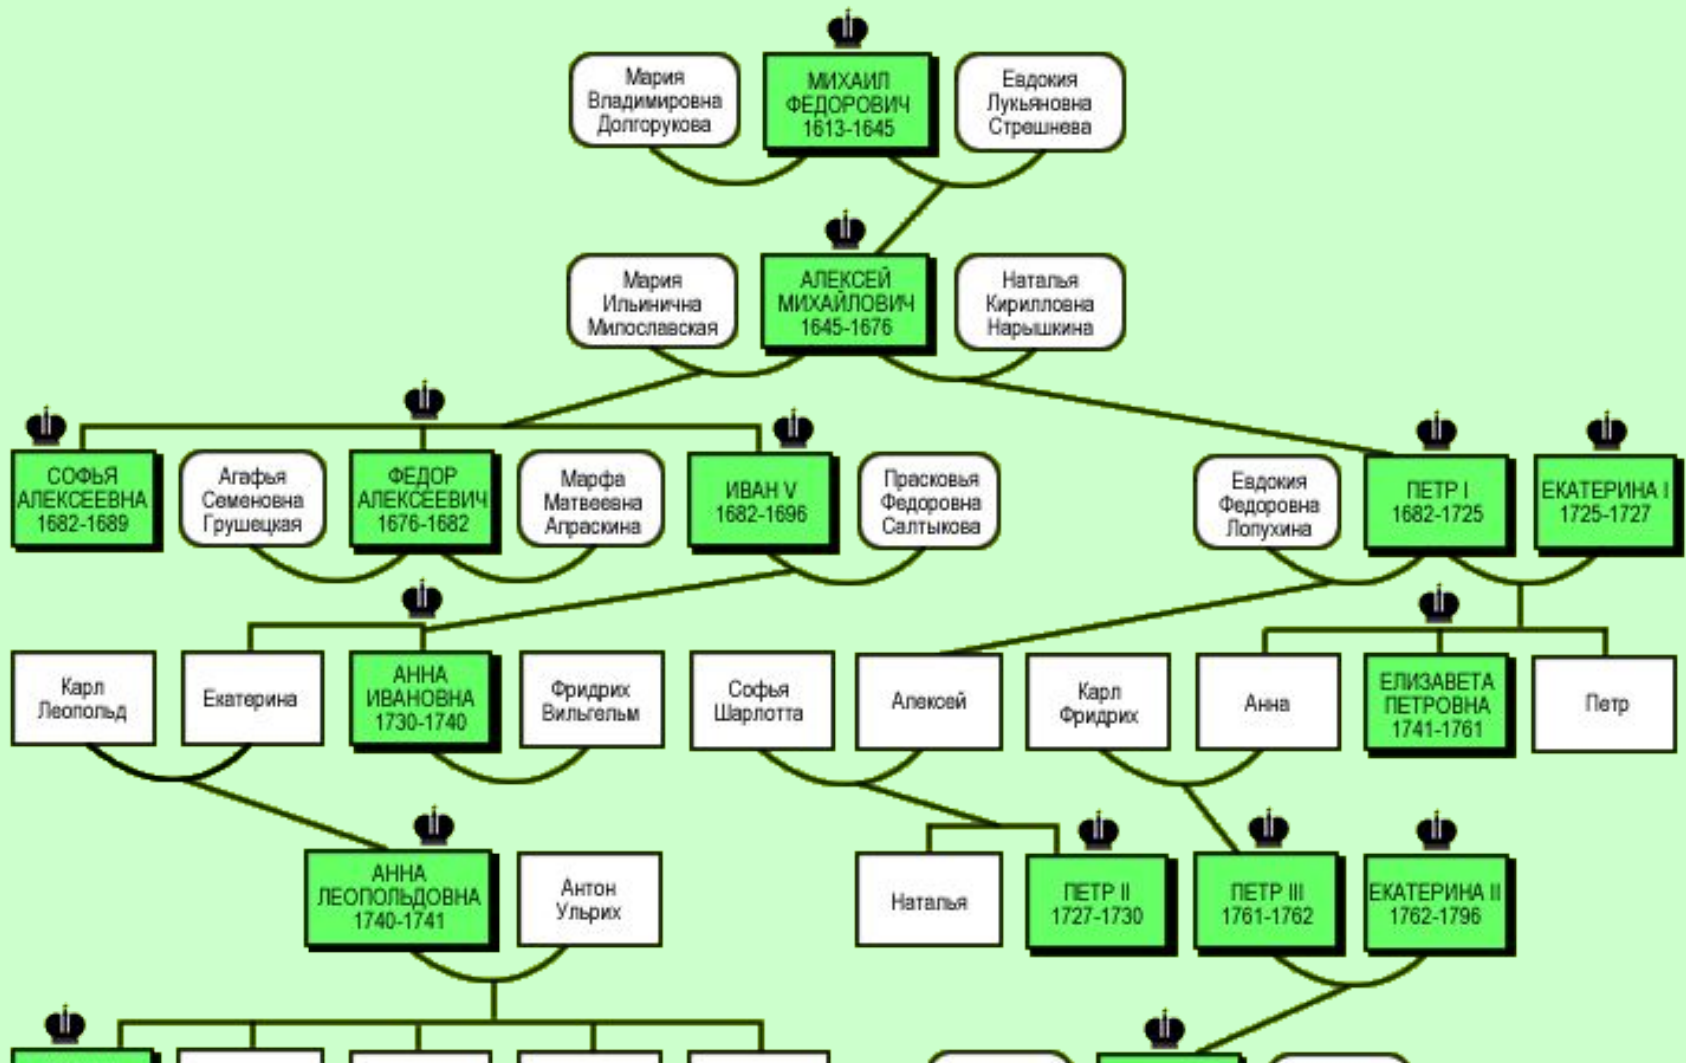 Мария
Владимировна
Долгорукова
МИХАИЛ
ФЕДОРОВИЧ
1613-1645
Евдокия
Лукьяновна
Стрешнева
Мария
Ильинична
Милославская
АЛЕКСЕЙ
МИХАЙЛОВИЧ
1645-1676
Наталья
Кирилловна
Нарышкина
СОФЬЯ
АЛЕКСЕЕВНА
1682-1689
Агафья
Семеновна
Грушецкая
ФЕДОР
АЛЕКСЕЕВИЧ
1676-1682
Марфа
Матвеевна
Апраскина
ИВАН V
1682-1696
Прасковья
Федоровна
Салтыкова
Евдокия
Федоровна
Лопухина
ПЕТР I
1682-1725
ЕКАТЕРИНА I
1725-1727
Карл
Леопольд
Екатерина
АННА
ИВАНОВНА
1730-1740
Фридрих
Вильгельм
Софья
Шарлотта
Алексей
Карл
Фридрих
Анна
ЕЛИЗАВЕТА
ПЕТРОВНА
1741-1761
Петр
АННА
ЛЕОПОЛЬДОВНА
1740-1741
Антон
Ульрих
Наталья
ПЕТР II
1727-1730
ПЕТР III
1761-1762
ЕКАТЕРИНА II
1762-1796